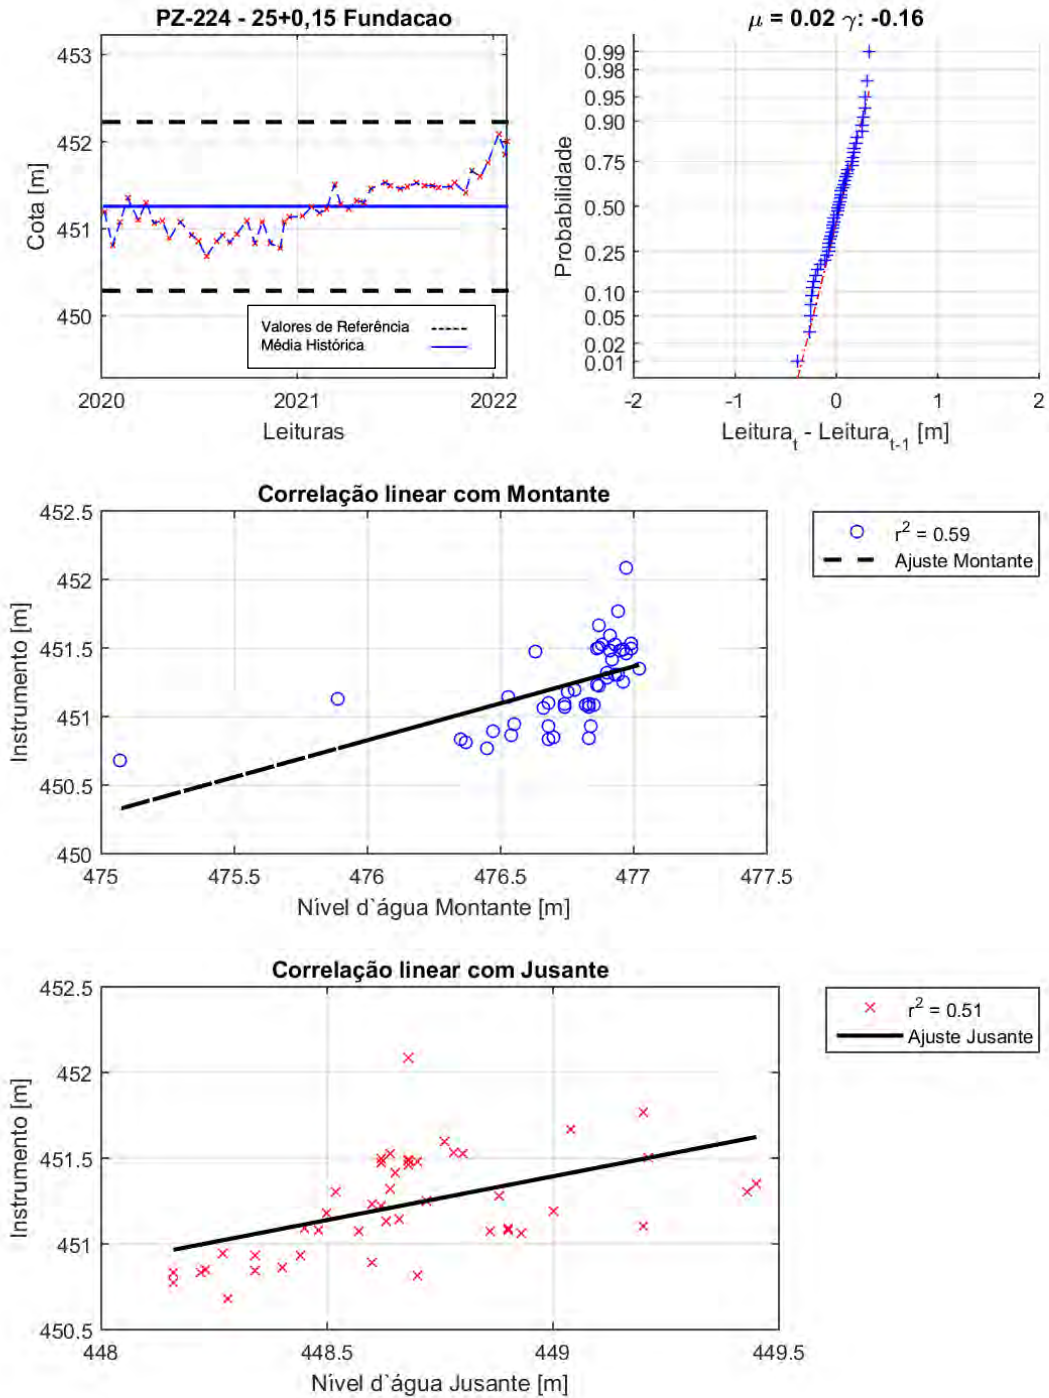 PZ-224 - 25+0,15 Fundacao
453
452
451
450
Cota [m]
Valores de Referência
Média Histórica
2020
2021
2022
Leituras
μ = 0.02 γ: -0.16
0.99
0.98
0.95
0.90
0.75
0.50
0.25
0.10
0.05
0.02
0.01
Probabilidade
-2
-1
0
1
2
Leitura_t - Leitura_t-1 [m]
Correlação linear com Montante
452.5
452
451.5
451
450.5
450
Instrumento [m]
475
475.5
476
476.5
477
477.5
Nível d`água Montante [m]
r² = 0.59
Ajuste Montante
Correlação linear com Jusante
452.5
452
451.5
451
450.5
Instrumento [m]
448
448.5
449
449.5
Nível d`água Jusante [m]
r² = 0.51
Ajuste Jusante